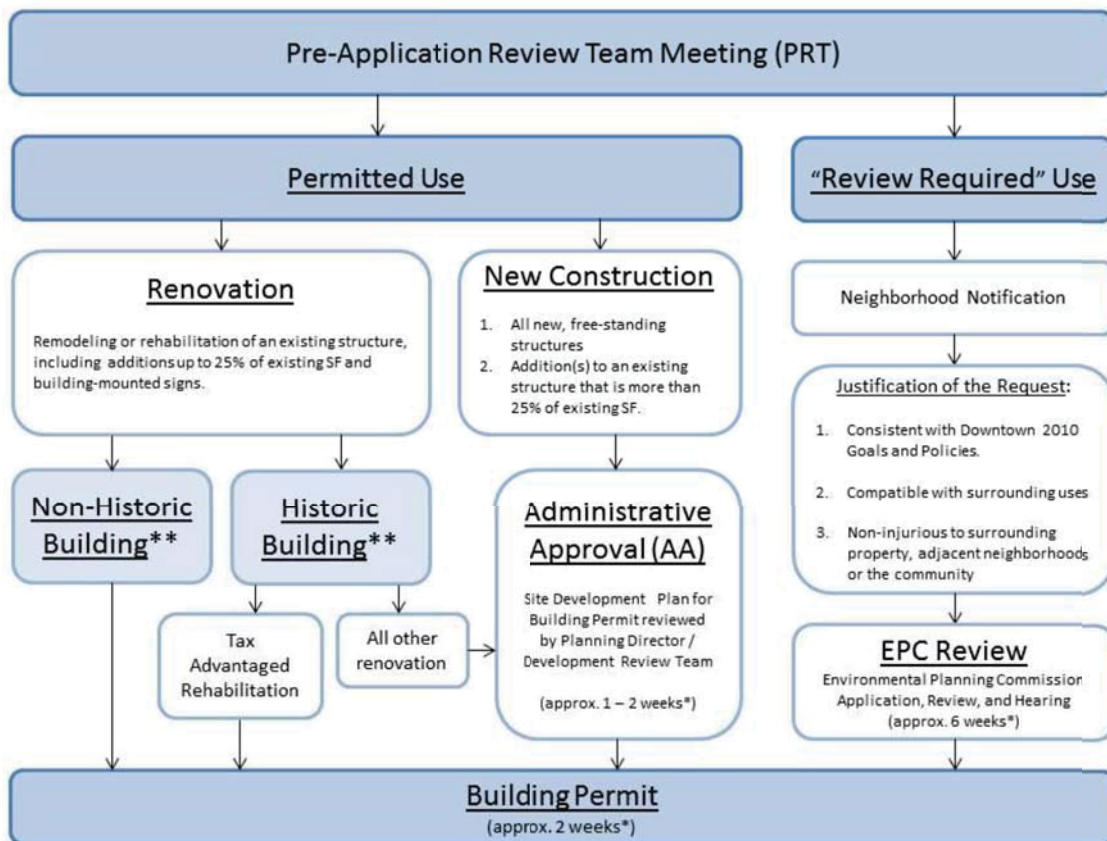 Pre-Application Review Team Meeting (PRT)
Permitted Use
"Review Required" Use
Renovation
Remodeling or rehabilitation of an existing structure,
including additions up to 25% of existing SF and
building-mounted signs.
New Construction
1. All new, free-standing
structures
2. Addition(s) to an existing
structure that is more than
25% of existing SF.
Neighborhood Notification
Justification of the Request:
1. Consistent with Downtown 2010
Goals and Policies.
2. Compatible with surrounding uses
3. Non-injurious to surrounding
property, adjacent neighborhoods
or the community
Non-Historic
Building**
Historic
Building**
Administrative
Approval (AA)
Site Development Plan for
Building Permit reviewed
by Planning Director /
Development Review Team
(approx. 1 – 2 weeks*)
Tax
Advantaged
Rehabilitation
All other
renovation
EPC Review
Environmental Planning Commission
Application, Review, and Hearing
(approx. 6 weeks*)
Building Permit
(approx. 2 weeks*)